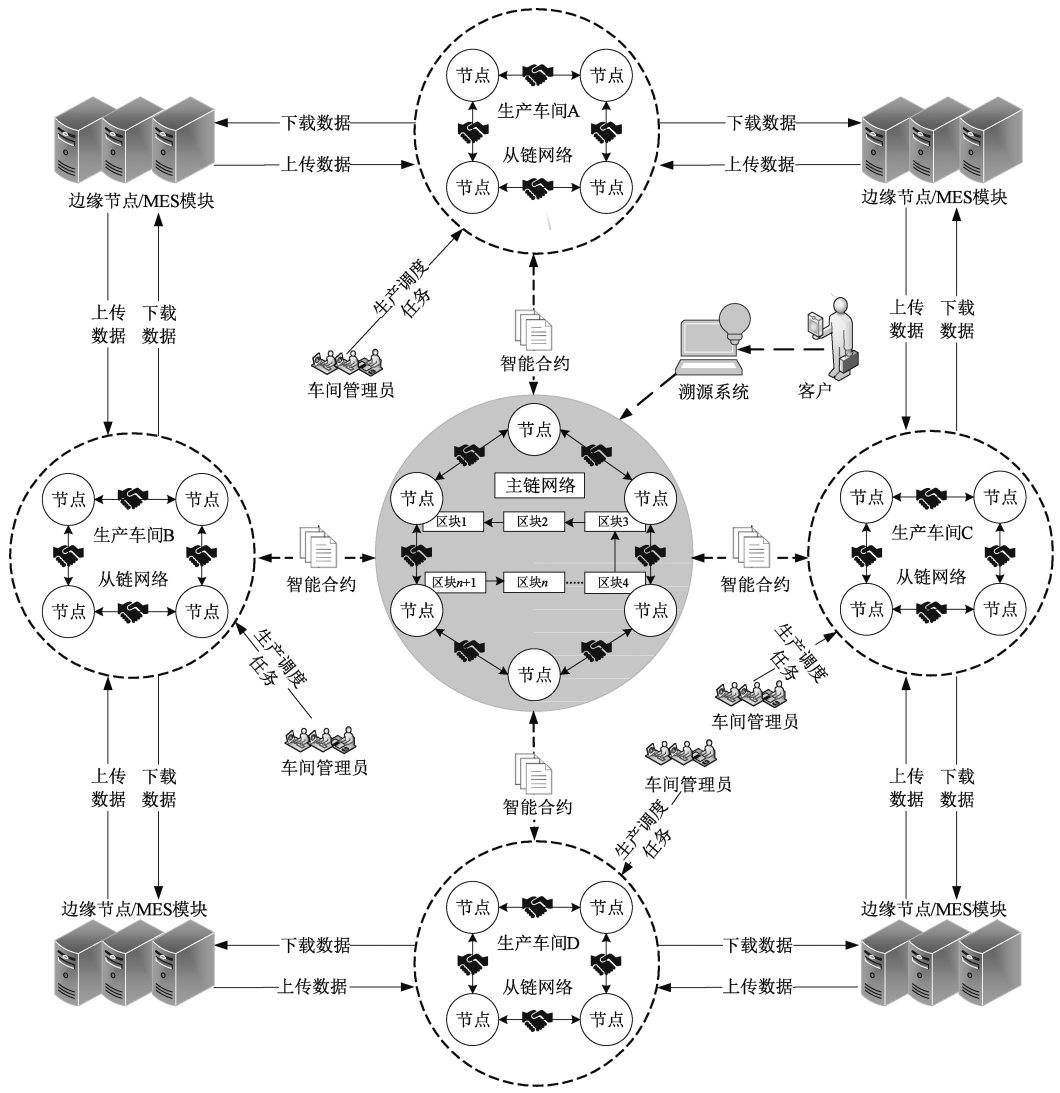 节点
节点
生产车间A
从链网络
节点
节点
下载数据
上传数据
下载数据
上传数据
边缘节点/MES模块
边缘节点/MES模块
生产调度
任务
车间管理员
上传
数据
下载
数据
智能合约
溯源系统
客户
上传
数据
下载
数据
节点
主链网络
节点
节点
区块1
区块2
区块3
区块n+1
区块n
区块4
节点
节点
节点
节点
节点
生产车间B
从链网络
节点
节点
智能合约
智能合约
节点
节点
生产车间C
从链网络
节点
节点
生产调度
任务
车间管理员
生产调度
任务
车间管理员
车间管理员
生产调度
任务
智能合约
上传
数据
下载
数据
上传
数据
下载
数据
边缘节点/MES模块
边缘节点/MES模块
节点
节点
生产车间D
从链网络
节点
节点
下载数据
上传数据
下载数据
上传数据